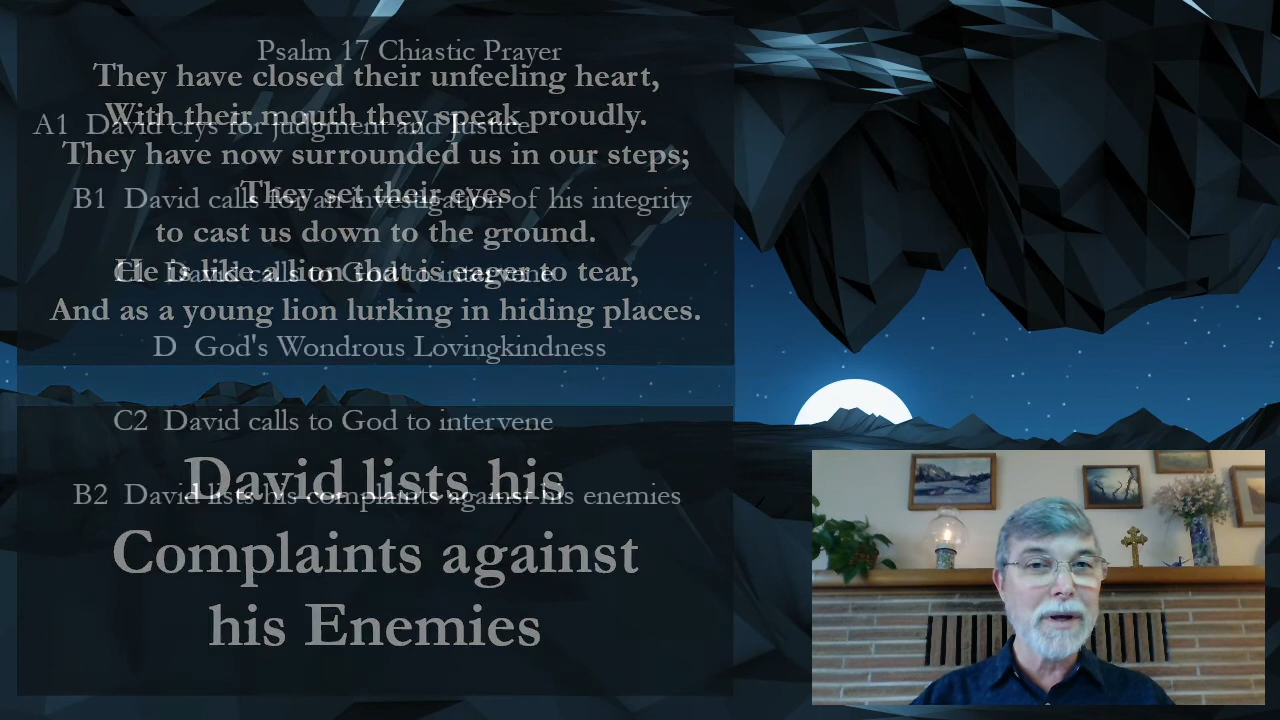 Psalm 17 Chiastic Prayer
They have closed their unfeeling heart,
With their mouth they speak proudly.
A1 David crys for judgment and Justice
They have now surrounded us in our steps;
They set their eyes
B1 David calls for an investigation of his integrity
to cast us down to the ground.
He is like a lion that is eager to tear,
C1 David calls to God to intervene
And as a young lion lurking in hiding places.
D God's Wondrous Lovingkindness
C2 David calls to God to intervene
David lists his
B2 David lists his complaints against his enemies
Complaints against
his Enemies